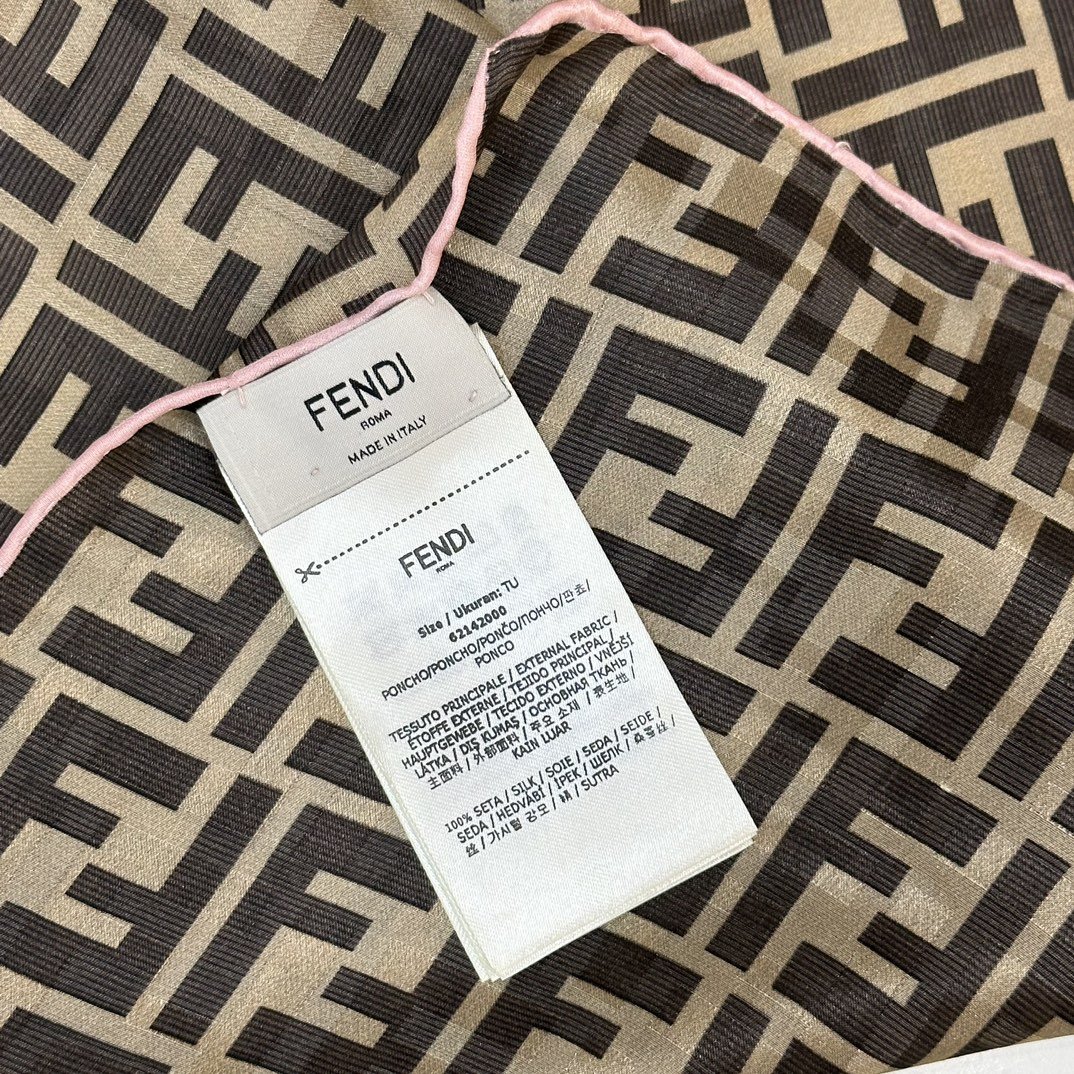 FENDI
ROMA
MADE IN ITALY
FENDI
ROMA
Size / Ukuran: TU
62142000
PONCHO/PONCHO/PONČO/ПОНЧО/판쵸/
PONCO
TESSUTO PRINCIPALE / EXTERNAL FABRIC /
ÉTOFFE EXTERNE / TEJIDO PRINCIPAL /
HAUPTGEWEBE / TECIDO EXTERNO / VNĚJŠÍ
LÁTKA / DIŞ KUMAŞ / ОСНОВНАЯ ТКАНЬ /
主面料 / 外部面料 / 주요 소재 / 表生地 /
KAIN LUAR
100% SETA / SILK / SOIE / SEDA / SEIDE /
SEDA / HEDVÁBÍ / İPEK / ШЕЛК / 桑蚕丝 /
丝 / 가시털 강모 / 絹 / SUTRA